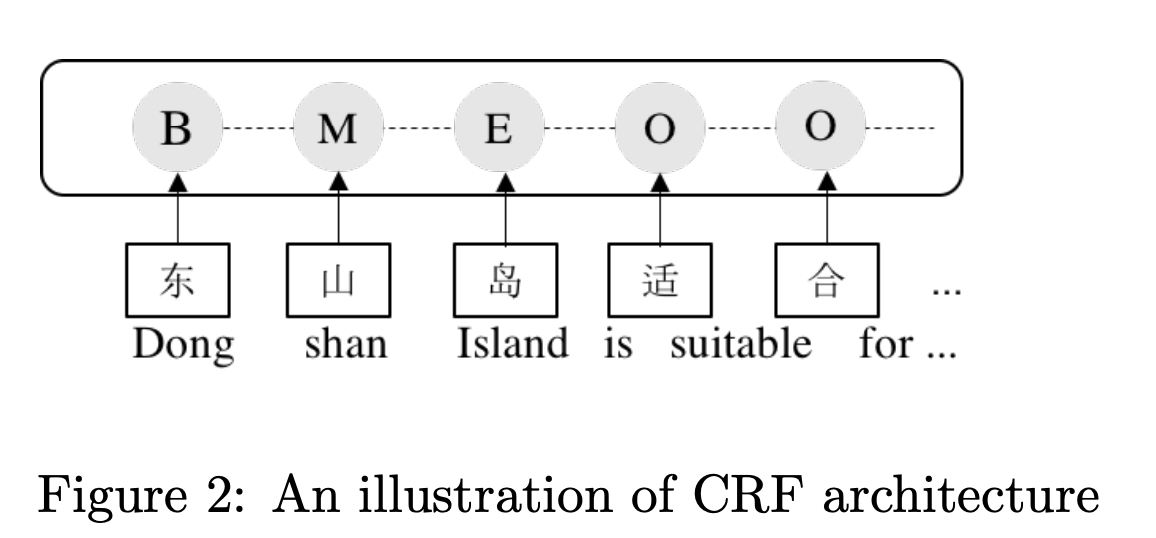 B M E O O
东 山 岛 适 合 ...
Dong shan Island is suitable for ...
Figure 2: An illustration of CRF architecture